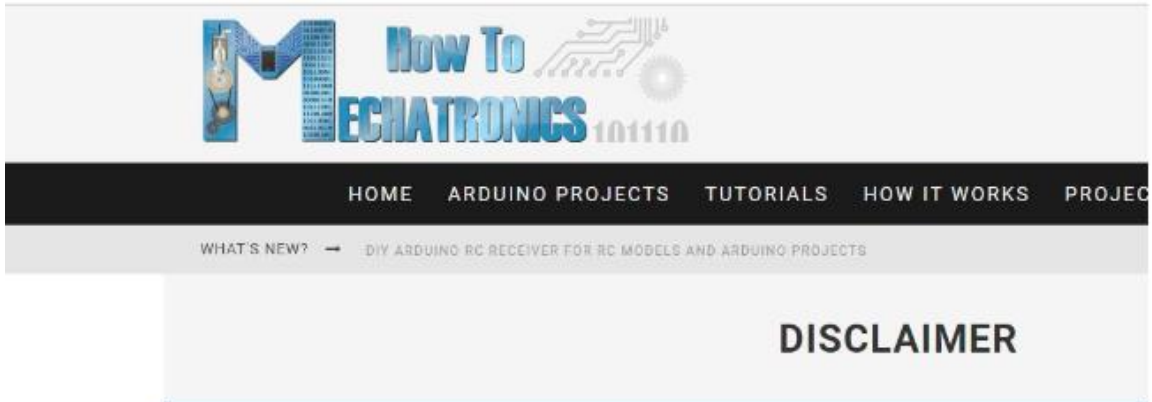 How To
MECHATRONICS 101110
HOME ARDUINO PROJECTS TUTORIALS HOW IT WORKS PROJEC
WHAT'S NEW? → DIY ARDUINO RC RECEIVER FOR RC MODELS AND ARDUINO PROJECTS
DISCLAIMER